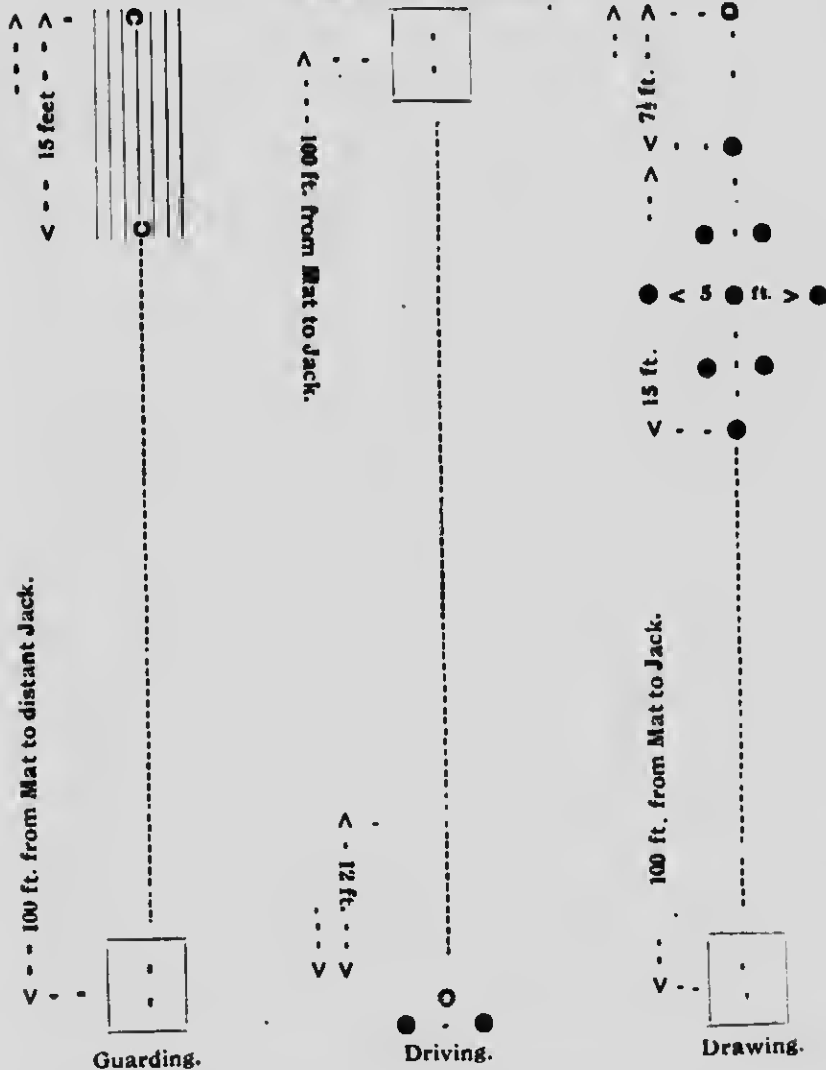 15 feet
100 ft. from Mat to distant Jack.
Guarding.
100 ft. from Mat to Jack.
12 ft.
Driving.
7½ ft.
5 ft.
15 ft.
100 ft. from Mat to Jack.
Drawing.